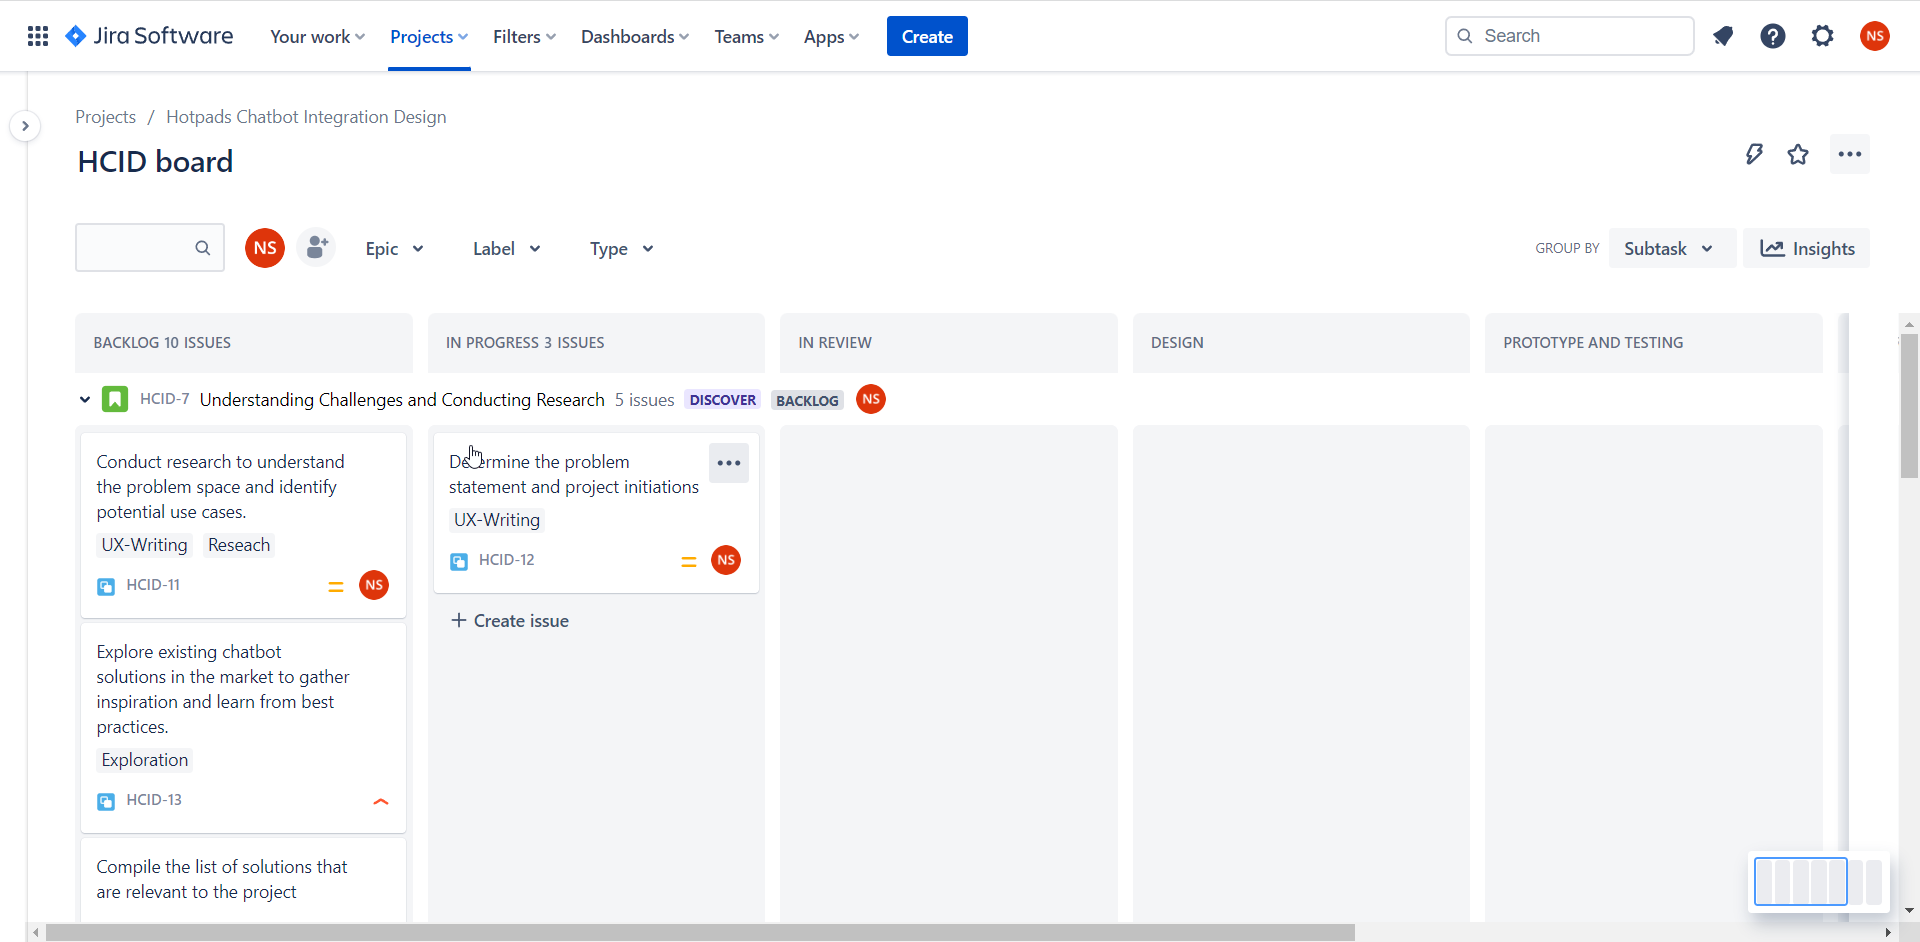 Jira Software Your work Projects Filters Dashboards Teams Apps Create Search NS
Projects / Hotpads Chatbot Integration Design
HCID board
NS Epic Label Type GROUP BY Subtask Insights
BACKLOG 10 ISSUES IN PROGRESS 3 ISSUES IN REVIEW DESIGN PROTOTYPE AND TESTING
HCID-7 Understanding Challenges and Conducting Research 5 issues DISCOVER BACKLOG NS
Conduct research to understand
the problem space and identify
potential use cases.
UX-Writing Reseach
HCID-11 NS
Determine the problem
statement and project initiations
UX-Writing
HCID-12 NS
+ Create issue
Explore existing chatbot
solutions in the market to gather
inspiration and learn from best
practices.
Exploration
HCID-13
Compile the list of solutions that
are relevant to the project